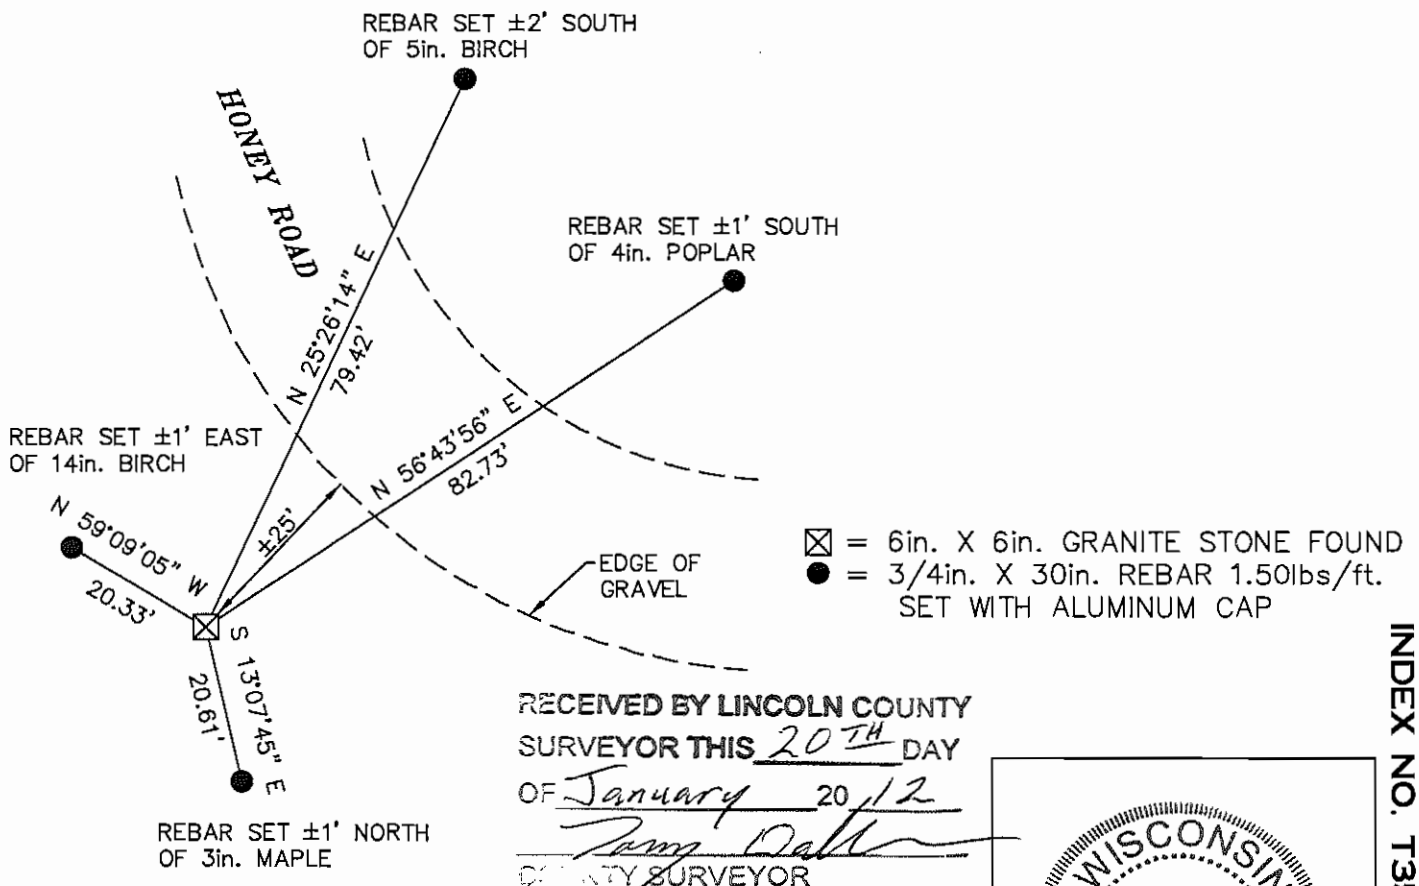 REBAR SET ±2' SOUTH
OF 5in. BIRCH
HONEY ROAD
REBAR SET ±1' SOUTH
OF 4in. POPLAR
N 25°26'14" E
79.42'
N 56°43'56" E
82.73'
REBAR SET ±1' EAST
OF 14in. BIRCH
±25'
N 59°09'05" W
20.33'
EDGE OF
GRAVEL
= 6in. X 6in. GRANITE STONE FOUND
= 3/4in. X 30in. REBAR 1.50lbs/ft.
SET WITH ALUMINUM CAP
S 13°07'45" E
20.61'
REBAR SET ±1' NORTH
OF 3in. MAPLE
RECEIVED BY LINCOLN COUNTY
SURVEYOR THIS 20TH DAY
OF January 2012
COUNTY SURVEYOR
WISCONSIN
INDEX NO.